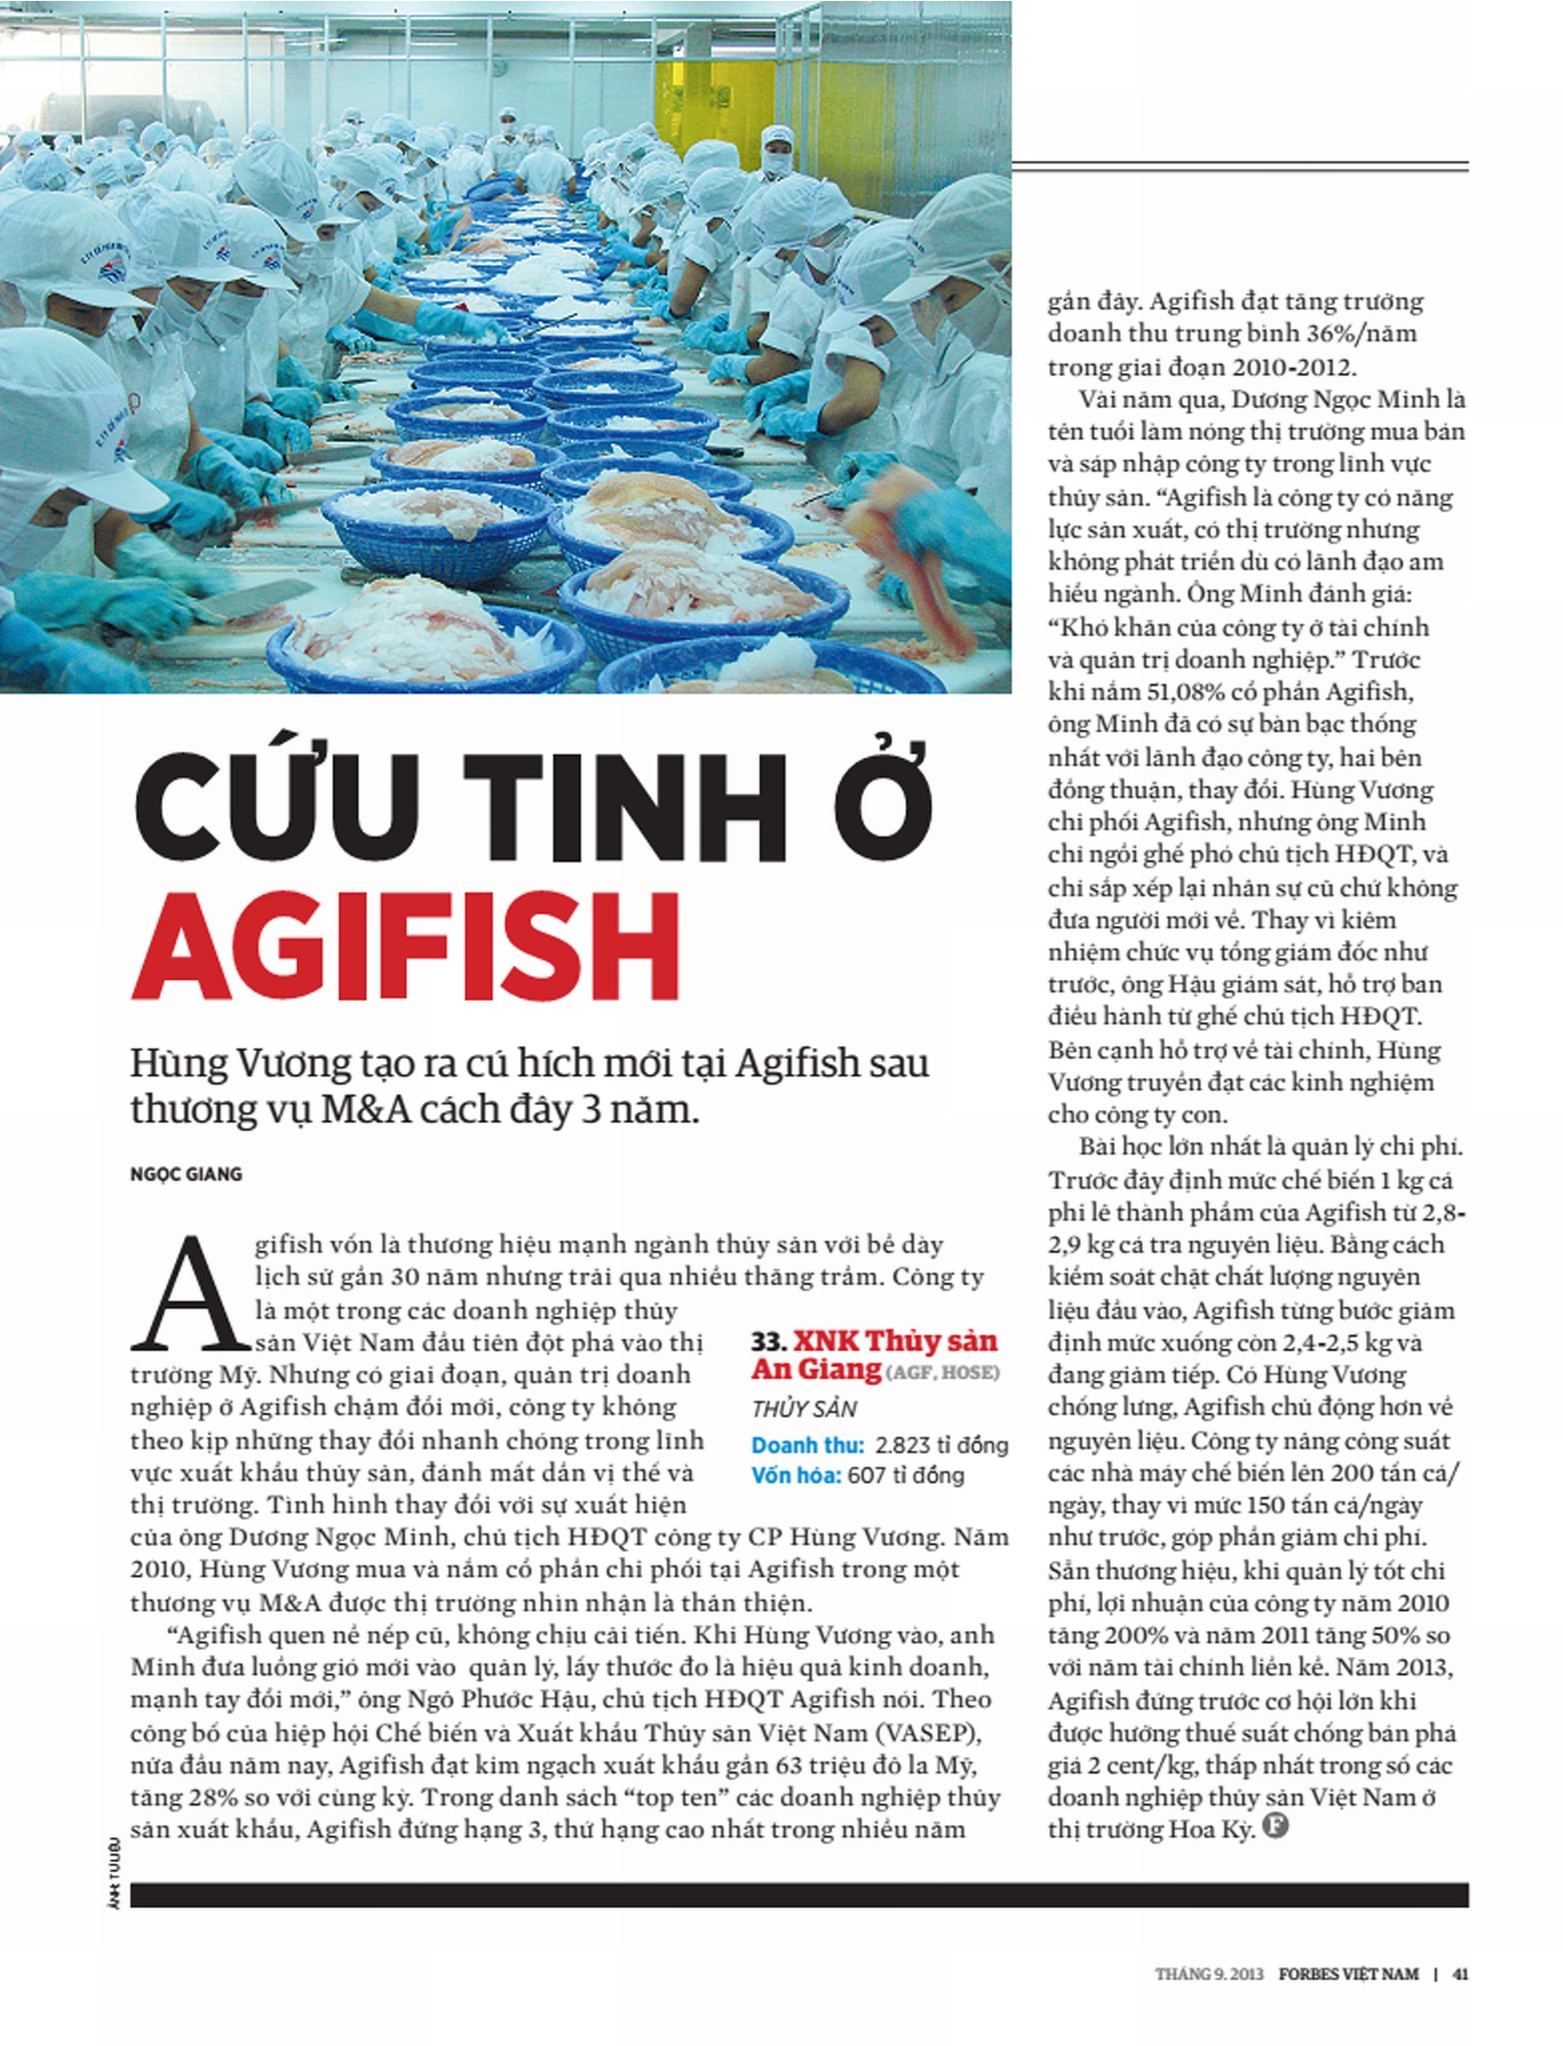 CỨU TINH Ở
AGIFISH
Hùng Vương tạo ra cú hích mới tại Agifish sau
thương vụ M&A cách đây 3 năm.
NGỌC GIANG
Agifish vốn là thương hiệu mạnh ngành thủy sản với bề dày
lịch sử gần 30 năm nhưng trải qua nhiều thăng trầm. Công ty
là một trong các doanh nghiệp thủy
sản Việt Nam đầu tiên đột phá vào thị
trường Mỹ. Nhưng có giai đoạn, quản trị doanh
nghiệp ở Agifish chậm đổi mới, công ty không
theo kịp những thay đổi nhanh chóng trong lĩnh
vực xuất khẩu thủy sản, đánh mất dần vị thế và
thị trường. Tình hình thay đổi với sự xuất hiện
của ông Dương Ngọc Minh, chủ tịch HĐQT công ty CP Hùng Vương. Năm
2010, Hùng Vương mua và nắm cổ phần chi phối tại Agifish trong một
thương vụ M&A được thị trường nhìn nhận là thân thiện.
“Agifish quen nề nếp cũ, không chịu cải tiến. Khi Hùng Vương vào, anh
Minh đưa luồng gió mới vào quản lý, lấy thước đo là hiệu quả kinh doanh,
mạnh tay đổi mới,” ông Ngô Phước Hậu, chủ tịch HĐQT Agifish nói. Theo
công bố của hiệp hội Chế biến và Xuất khẩu Thủy sản Việt Nam (VASEP),
nửa đầu năm nay, Agifish đạt kim ngạch xuất khẩu gần 63 triệu đô la Mỹ,
tăng 28% so với cùng kỳ. Trong danh sách “top ten” các doanh nghiệp thủy
sản xuất khẩu, Agifish đứng hạng 3, thứ hạng cao nhất trong nhiều năm
33. XNK Thủy sản
An Giang (AGF, HOSE)
THỦY SẢN
Doanh thu: 2.823 tỉ đồng
Vốn hóa: 607 tỉ đồng
gần đây. Agifish đạt tăng trưởng
doanh thu trung bình 36%/năm
trong giai đoạn 2010-2012.
Vài năm qua, Dương Ngọc Minh là
tên tuổi làm nóng thị trường mua bán
và sáp nhập công ty trong lĩnh vực
thủy sản. “Agifish là công ty có năng
lực sản xuất, có thị trường nhưng
không phát triển dù có lãnh đạo am
hiểu ngành. Ông Minh đánh giá:
“Khó khăn của công ty ở tài chính
và quản trị doanh nghiệp.” Trước
khi nắm 51,08% cổ phần Agifish,
ông Minh đã có sự bàn bạc thống
nhất với lãnh đạo công ty, hai bên
đồng thuận, thay đổi. Hùng Vương
chi phối Agifish, nhưng ông Minh
chỉ ngồi ghế phó chủ tịch HĐQT, và
chỉ sắp xếp lại nhân sự cũ chứ không
đưa người mới về. Thay vì kiêm
nhiệm chức vụ tổng giám đốc như
trước, ông Hậu giám sát, hỗ trợ ban
điều hành từ ghế chủ tịch HĐQT.
Bên cạnh hỗ trợ về tài chính, Hùng
Vương truyền đạt các kinh nghiệm
cho công ty con.
Bài học lớn nhất là quản lý chi phí.
Trước đây định mức chế biến 1 kg cá
phi lê thành phẩm của Agifish từ 2,8-
2,9 kg cá tra nguyên liệu. Bằng cách
kiểm soát chặt chất lượng nguyên
liệu đầu vào, Agifish từng bước giảm
định mức xuống còn 2,4-2,5 kg và
đang giảm tiếp. Có Hùng Vương
chống lưng, Agifish chủ động hơn về
nguyên liệu. Công ty nâng công suất
các nhà máy chế biến lên 200 tấn cá/
ngày, thay vì mức 150 tấn cá/ngày
như trước, góp phần giảm chi phí.
Sẵn thương hiệu, khi quản lý tốt chi
phí, lợi nhuận của công ty năm 2010
tăng 200% và năm 2011 tăng 50% so
với năm tài chính liền kề. Năm 2013,
Agifish đứng trước cơ hội lớn khi
được hưởng thuế suất chống bán phá
giá 2 cent/kg, thấp nhất trong số các
doanh nghiệp thủy sản Việt Nam ở
thị trường Hoa Kỳ. F
ẢNH: TƯ LIỆU
THÁNG 9. 2013 FORBES VIỆT NAM | 41